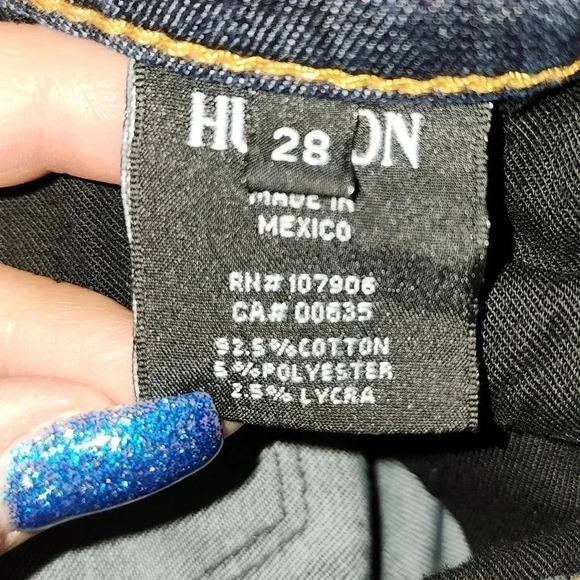 HU ON
28
MADE IN
MEXICO
RN# 107906
CA# 00635
92.5% COTTON
5% POLYESTER
2.5% LYCRA